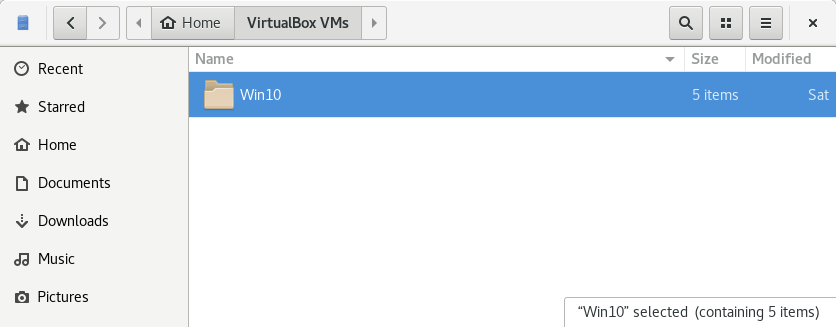 Home VirtualBox VMs
Name Size Modified
Win10 5 items Sat
Recent
Starred
Home
Documents
Downloads
Music
Pictures
“Win10” selected (containing 5 items)